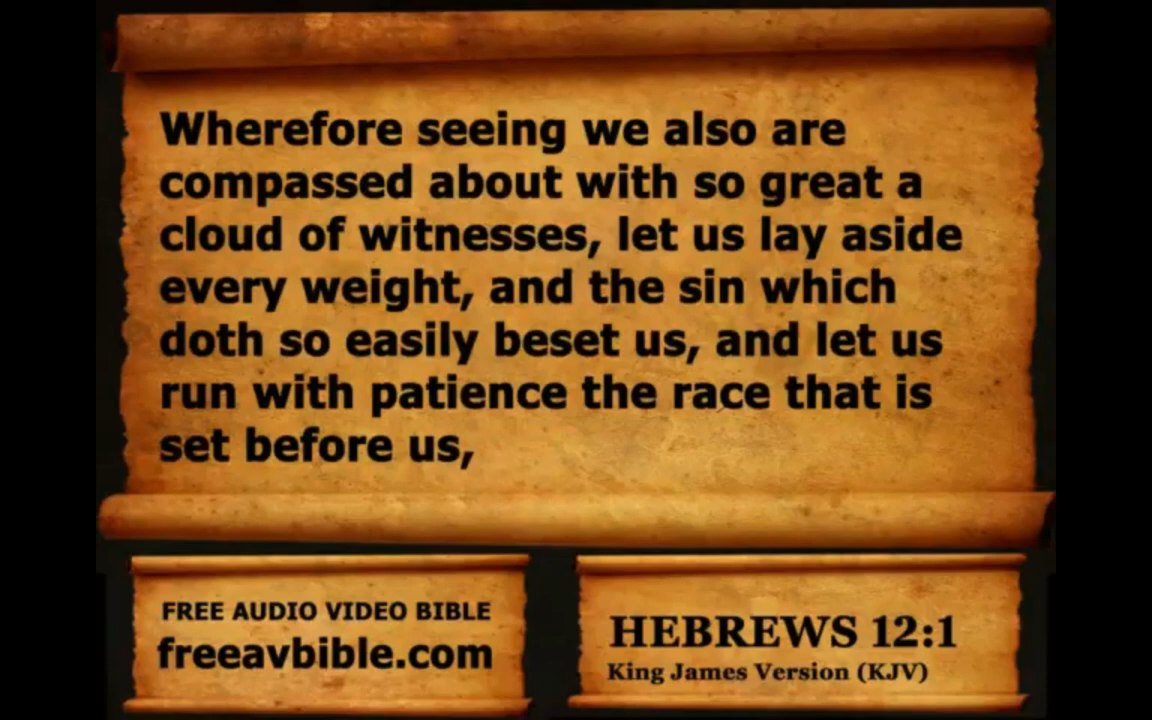 Wherefore seeing we also are
compassed about with so great a
cloud of witnesses, let us lay aside
every weight, and the sin which
doth so easily beset us, and let us
run with patience the race that is
set before us,
FREE AUDIO VIDEO BIBLE
freeavbible.com
HEBREWS 12:1
King James Version (KJV)